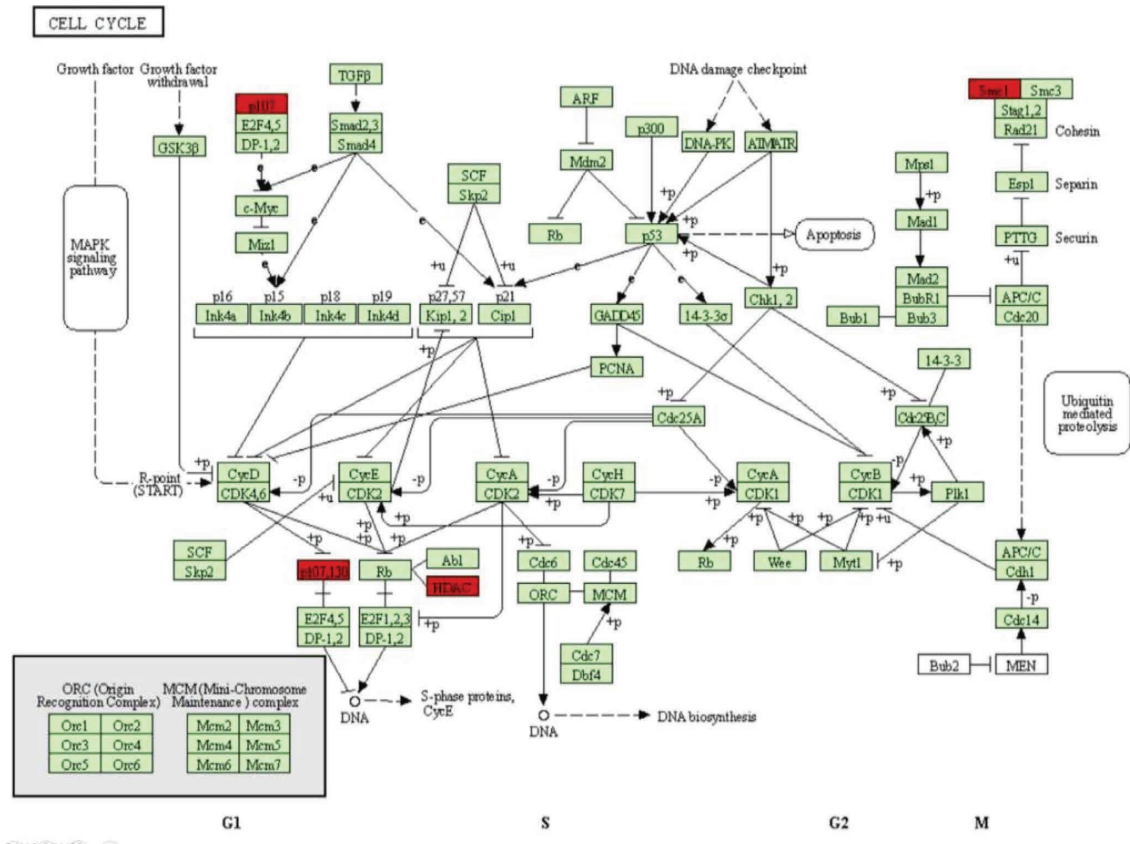 CELL CYCLE
Growth factor
Growth factor
withdrawal
TGFβ
DNA damage checkpoint
p107
E2F4,5
DP-1,2
Smad2,3
Smad4
GSK3β
ARF
p300
DNA-PK
ATM/ATR
Smc1
Smc3
Stag1,2
Rad21
Cohesin
Mps1
+p
Esp1
Separin
Mad1
PTTG
Securin
+u
Mad2
BubR1
Bub3
Bub1
APC/C
Cdc20
MAPK
signaling
pathway
e
e
c-Myc
e
Miz1
e
SCF
Skp2
Mdm2
Rb
p53
+p
+p
+p
Apoptosis
+u
+u
e
e
e
e
+p
p16
p15
p18
p19
p27,57
p21
Ink4a
Ink4b
Ink4c
Ink4d
Kip1, 2
Cip1
GADD45
14-3-3σ
Chk1, 2
+p
PCNA
14-3-3
+p
+p
Cdc25A
Cdc25B,C
Ubiquitin
mediated
proteolysis
R-point
(START)
+p
CycD
CDK4,6
-p
CycE
CDK2
+u
-p
CycA
CDK2
-p
+p
CycH
CDK7
-p
+p
CycA
CDK1
CycB
CDK1
-p
+p
+p
Plk1
+p
+p
+p
+p
+p
+p
+p
+p
+p
+u
+p
SCF
Skp2
p107,130
Rb
Abl
HDAC
Cdc6
Cdc45
ORC
MCM
+p
Rb
Wee
Myt1
APC/C
Cdh1
-p
Cdc14
Bub2
MEN
E2F4,5
DP-1,2
E2F1,2,3
DP-1,2
+p
Cdc7
Dbf4
DNA
S-phase proteins,
CycE
DNA
DNA biosynthesis
ORC (Origin
Recognition Complex)
MCM (Mini-Chromosome
Maintenance ) complex
Orc1
Orc2
Orc3
Orc4
Orc5
Orc6
Mcm2
Mcm3
Mcm4
Mcm5
Mcm6
Mcm7
G1
S
G2
M